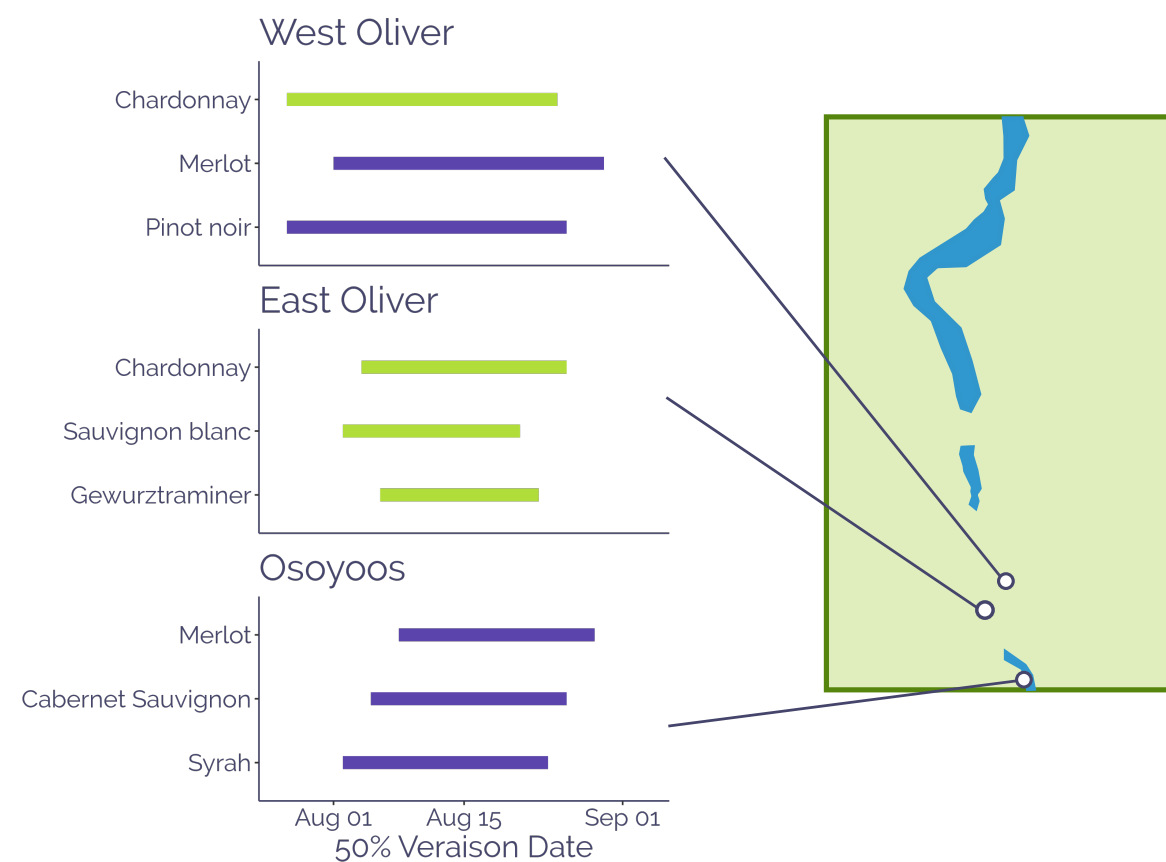 West Oliver
Chardonnay
Merlot
Pinot noir
East Oliver
Chardonnay
Sauvignon blanc
Gewurztraminer
Osoyoos
Merlot
Cabernet Sauvignon
Syrah
Aug 01 Aug 15 Sep 01
50% Veraison Date